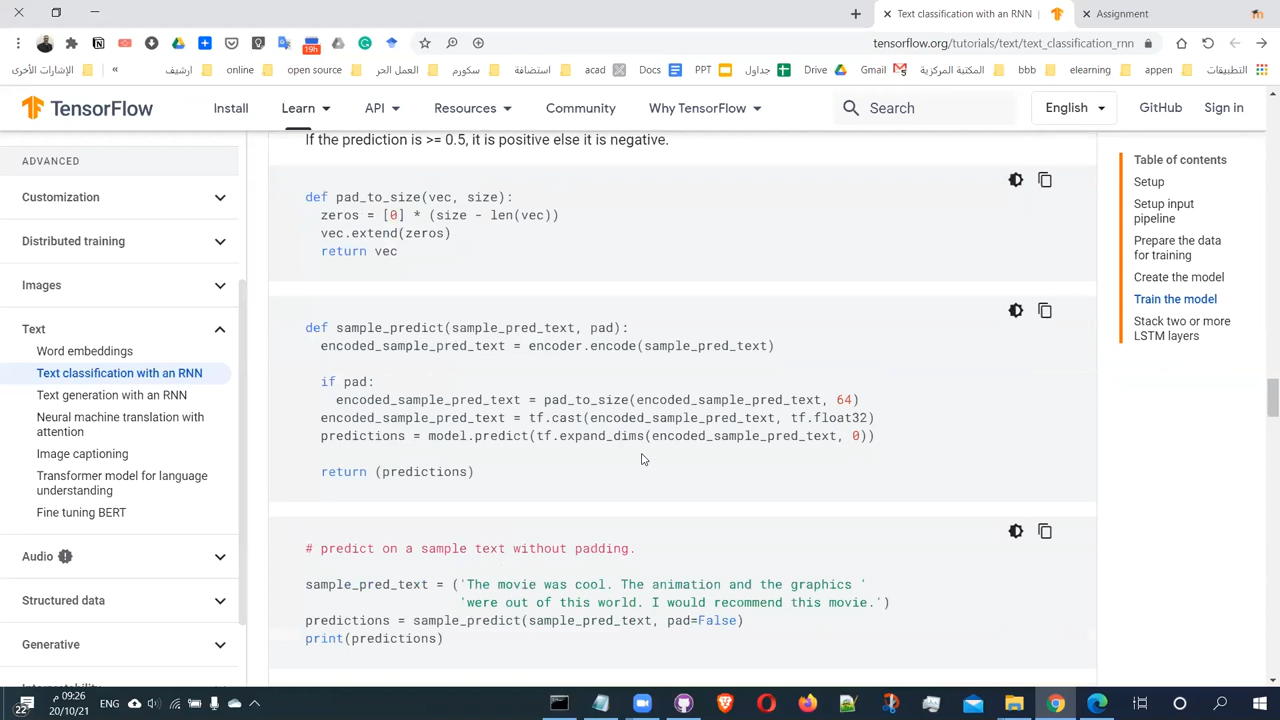 Text classification with an RNN
Assignment
tensorflow.org/tutorials/text/text_classification_rnn
19h
الإشارات الأخرى
»
ارشيف
online
open source
العمل الحر
سكورم
استضافة
acad
Docs
PPT
جداول
Drive
Gmail
المكتبة المركزية
bbb
elearning
appen
التطبيقات
TensorFlow
Install
Learn
API
Resources
Community
Why TensorFlow
Search
English
GitHub
Sign in
ADVANCED
Customization
Distributed training
Images
Text
Word embeddings
Text classification with an RNN
Text generation with an RNN
Neural machine translation with
attention
Image captioning
Transformer model for language
understanding
Fine tuning BERT
Audio
Structured data
Generative
If the prediction is >= 0.5, it is positive else it is negative.
def pad_to_size(vec, size):
  zeros = [0] * (size - len(vec))
  vec.extend(zeros)
  return vec
def sample_predict(sample_pred_text, pad):
  encoded_sample_pred_text = encoder.encode(sample_pred_text)
  if pad:
    encoded_sample_pred_text = pad_to_size(encoded_sample_pred_text, 64)
  encoded_sample_pred_text = tf.cast(encoded_sample_pred_text, tf.float32)
  predictions = model.predict(tf.expand_dims(encoded_sample_pred_text, 0))
  return (predictions)
# predict on a sample text without padding.
sample_pred_text = ('The movie was cool. The animation and the graphics '
                    'were out of this world. I would recommend this movie.')
predictions = sample_predict(sample_pred_text, pad=False)
print(predictions)
Table of contents
Setup
Setup input
pipeline
Prepare the data
for training
Create the model
Train the model
Stack two or more
LSTM layers
22
09:26 م
20/10/21
ENG